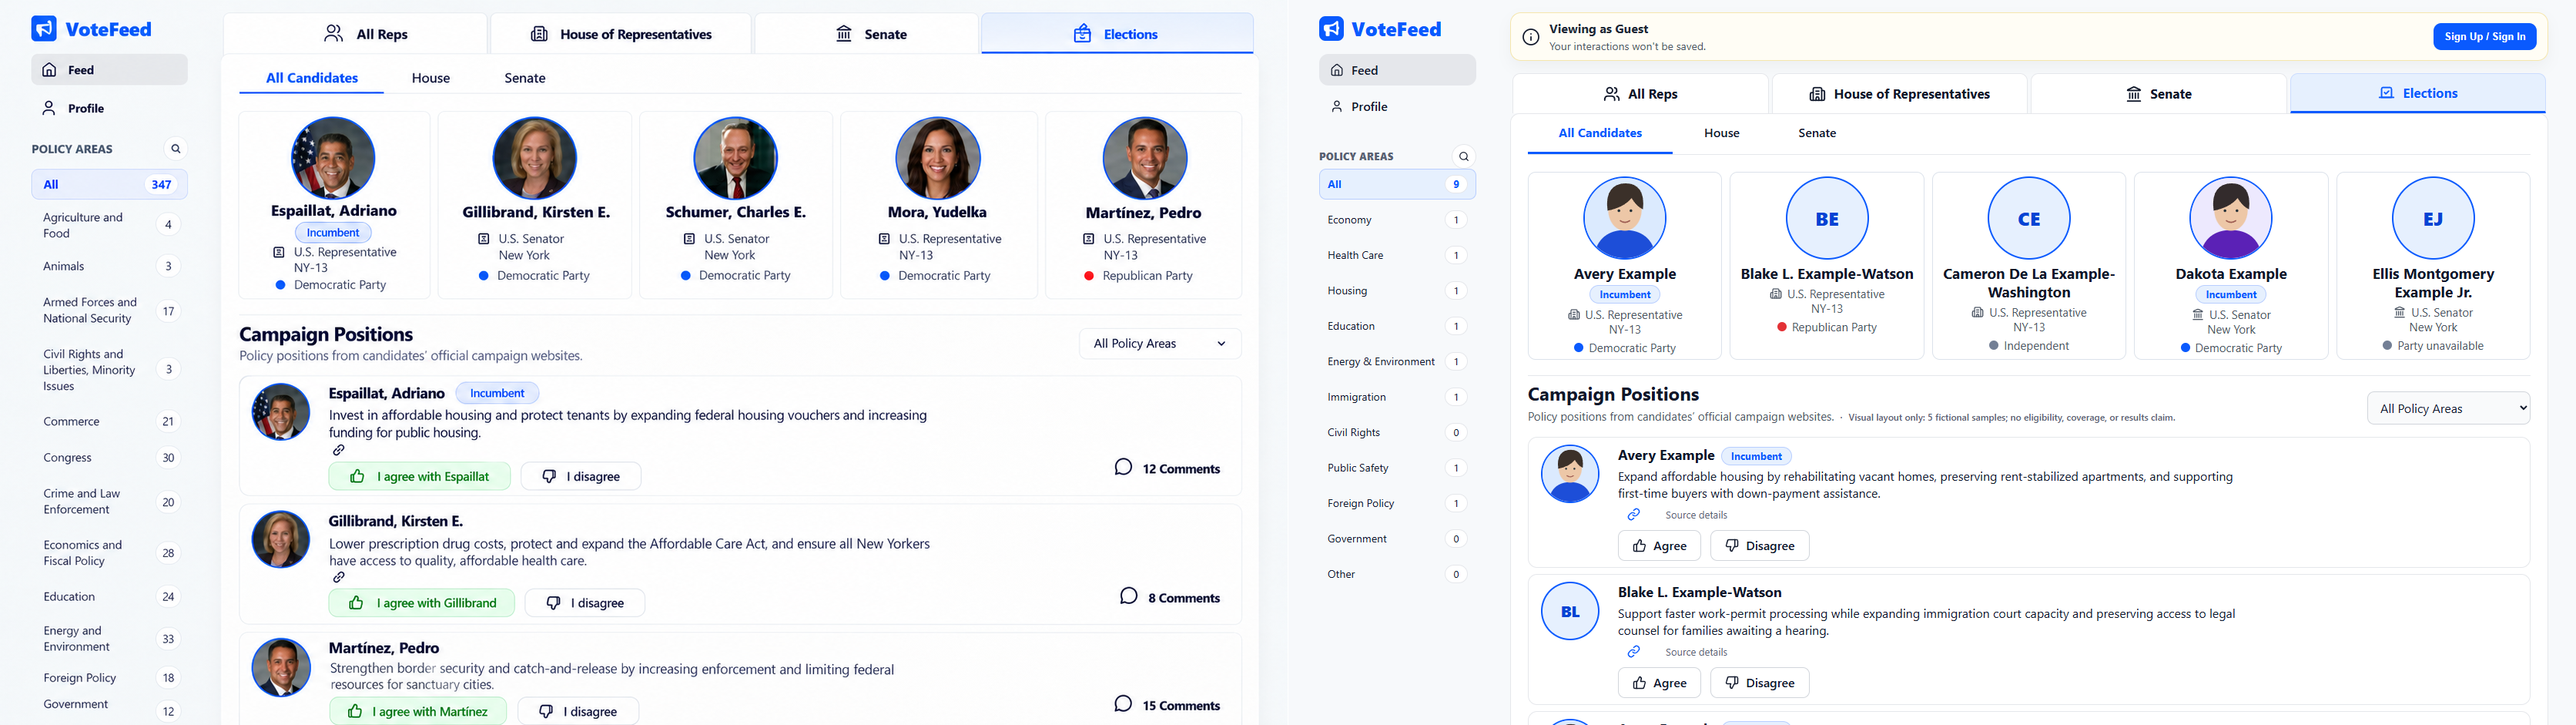 VoteFeed
Feed
Profile
POLICY AREAS
All 347
Agriculture and
Food 4
Animals 3
Armed Forces and
National Security 17
Civil Rights and
Liberties, Minority
Issues 3
Commerce 21
Congress 30
Crime and Law
Enforcement 20
Economics and
Fiscal Policy 28
Education 24
Energy and
Environment 33
Foreign Policy 18
Government 12
All Reps House of Representatives Senate Elections
All Candidates House Senate
Espaillat, Adriano
Incumbent
U.S. Representative
NY-13
Democratic Party
Gillibrand, Kirsten E.
U.S. Senator
New York
Democratic Party
Schumer, Charles E.
U.S. Senator
New York
Democratic Party
Mora, Yudelka
U.S. Representative
NY-13
Democratic Party
Martínez, Pedro
U.S. Representative
NY-13
Republican Party
Campaign Positions
Policy positions from candidates' official campaign websites.
All Policy Areas
Espaillat, Adriano Incumbent
Invest in affordable housing and protect tenants by expanding federal housing vouchers and increasing
funding for public housing.
I agree with Espaillat I disagree 12 Comments
Gillibrand, Kirsten E.
Lower prescription drug costs, protect and expand the Affordable Care Act, and ensure all New Yorkers
have access to quality, affordable health care.
I agree with Gillibrand I disagree 8 Comments
Martínez, Pedro
Strengthen border security and catch-and-release by increasing enforcement and limiting federal
resources for sanctuary cities.
I agree with Martínez I disagree 15 Comments
VoteFeed
Feed
Profile
POLICY AREAS
All 9
Economy 1
Health Care 1
Housing 1
Education 1
Energy & Environment 1
Immigration 1
Civil Rights 0
Public Safety 1
Foreign Policy 1
Government 0
Other 0
Viewing as Guest
Your interactions won't be saved.
Sign Up / Sign In
All Reps House of Representatives Senate Elections
All Candidates House Senate
Avery Example
Incumbent
U.S. Representative
NY-13
Democratic Party
BE
Blake L. Example-Watson
U.S. Representative
NY-13
Republican Party
CE
Cameron De La Example-
Washington
U.S. Representative
NY-13
Independent
Dakota Example
Incumbent
U.S. Senator
New York
Democratic Party
EJ
Ellis Montgomery
Example Jr.
U.S. Senator
New York
Party unavailable
Campaign Positions
Policy positions from candidates' official campaign websites. · Visual layout only: 5 fictional samples; no eligibility, coverage, or results claim.
All Policy Areas
Avery Example Incumbent
Expand affordable housing by rehabilitating vacant homes, preserving rent-stabilized apartments, and supporting
first-time buyers with down-payment assistance.
Source details
Agree Disagree
BL
Blake L. Example-Watson
Support faster work-permit processing while expanding immigration court capacity and preserving access to legal
counsel for families awaiting a hearing.
Source details
Agree Disagree